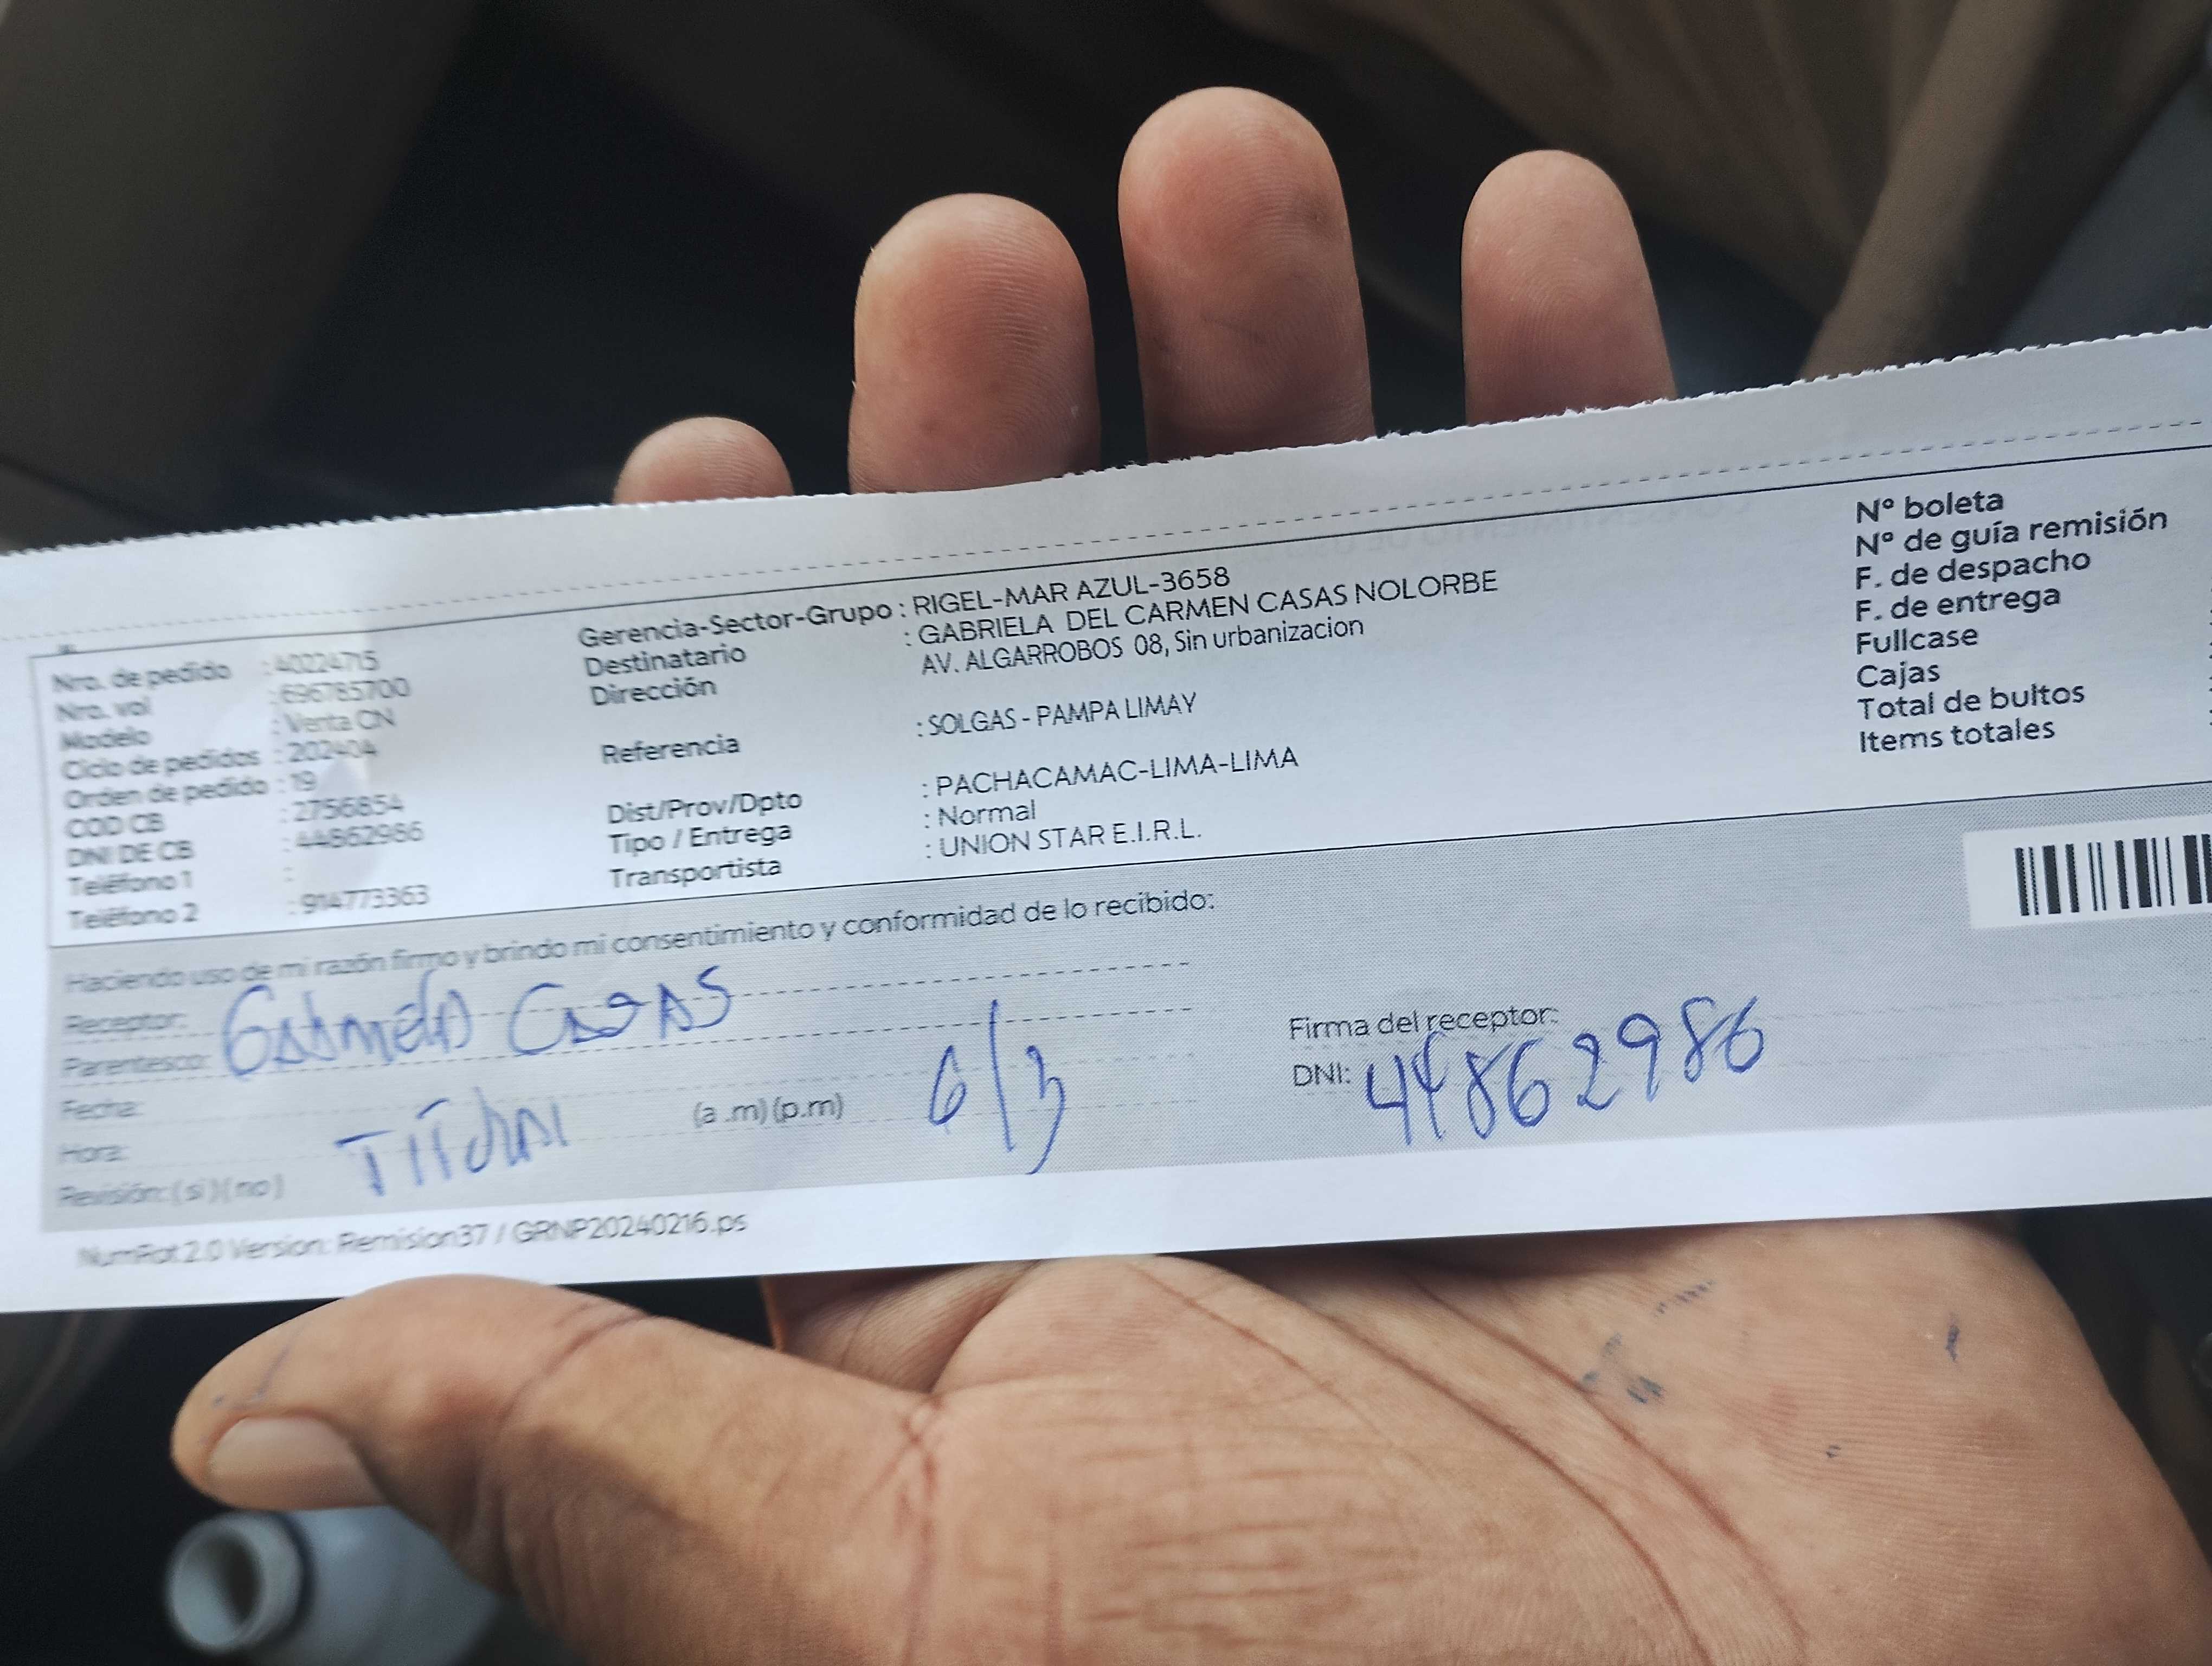 Nro. de pedido : 40224715
Nro. vol : 696785700
Modelo : Venta CN
Ciclo de pedidos : 202404
Orden de pedido : 19
COD CB : 2756854
DNI DE CB : 44862986
Teléfono 1 :
Teléfono 2 : 914773363
Gerencia-Sector-Grupo : RIGEL-MAR AZUL-3658
Destinatario : GABRIELA DEL CARMEN CASAS NOLORBE
Dirección AV. ALGARROBOS 08, Sin urbanizacion
Referencia : SOLGAS - PAMPA LIMAY
Dist/Prov/Dpto : PACHACAMAC-LIMA-LIMA
Tipo / Entrega : Normal
Transportista : UNION STAR E.I.R.L.
Nº boleta
Nº de guía remisión
F. de despacho
F. de entrega
Fullcase
Cajas
Total de bultos
Items totales
Haciendo uso de mi razón firmo y brindo mi consentimiento y conformidad de lo recibido:
Receptor: Gabriela CASAS
Parentesco:
Fecha: 6/3
Hora: (a.m)(p.m)
Revisión: (si)(no)
Firma del receptor:
DNI: 44862986
NumRot 2.0 Version: Remision37 / GRNP20240216.ps